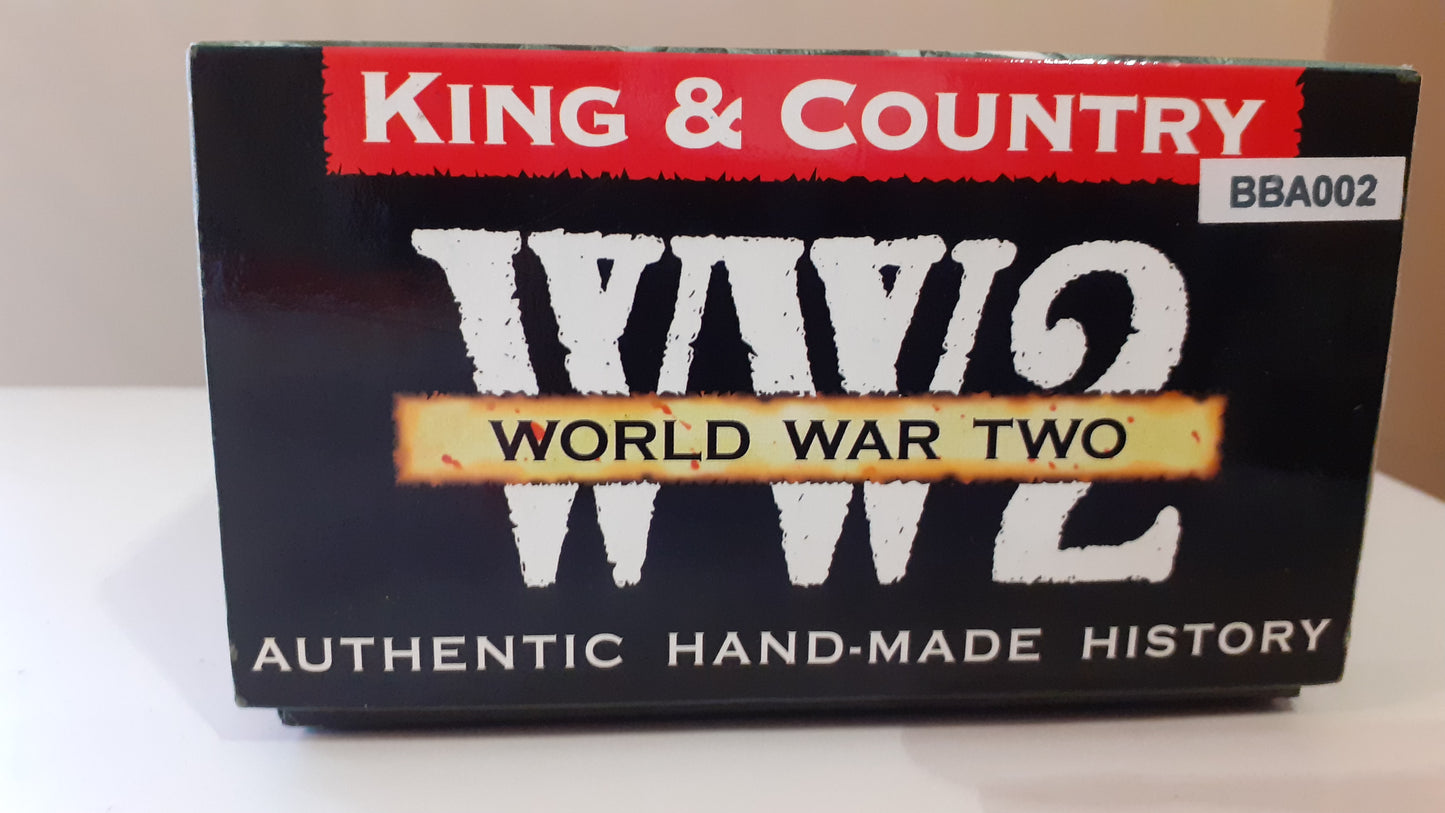 KING & COUNTRY
BBA002
WW2
WORLD WAR TWO
AUTHENTIC HAND-MADE HISTORY